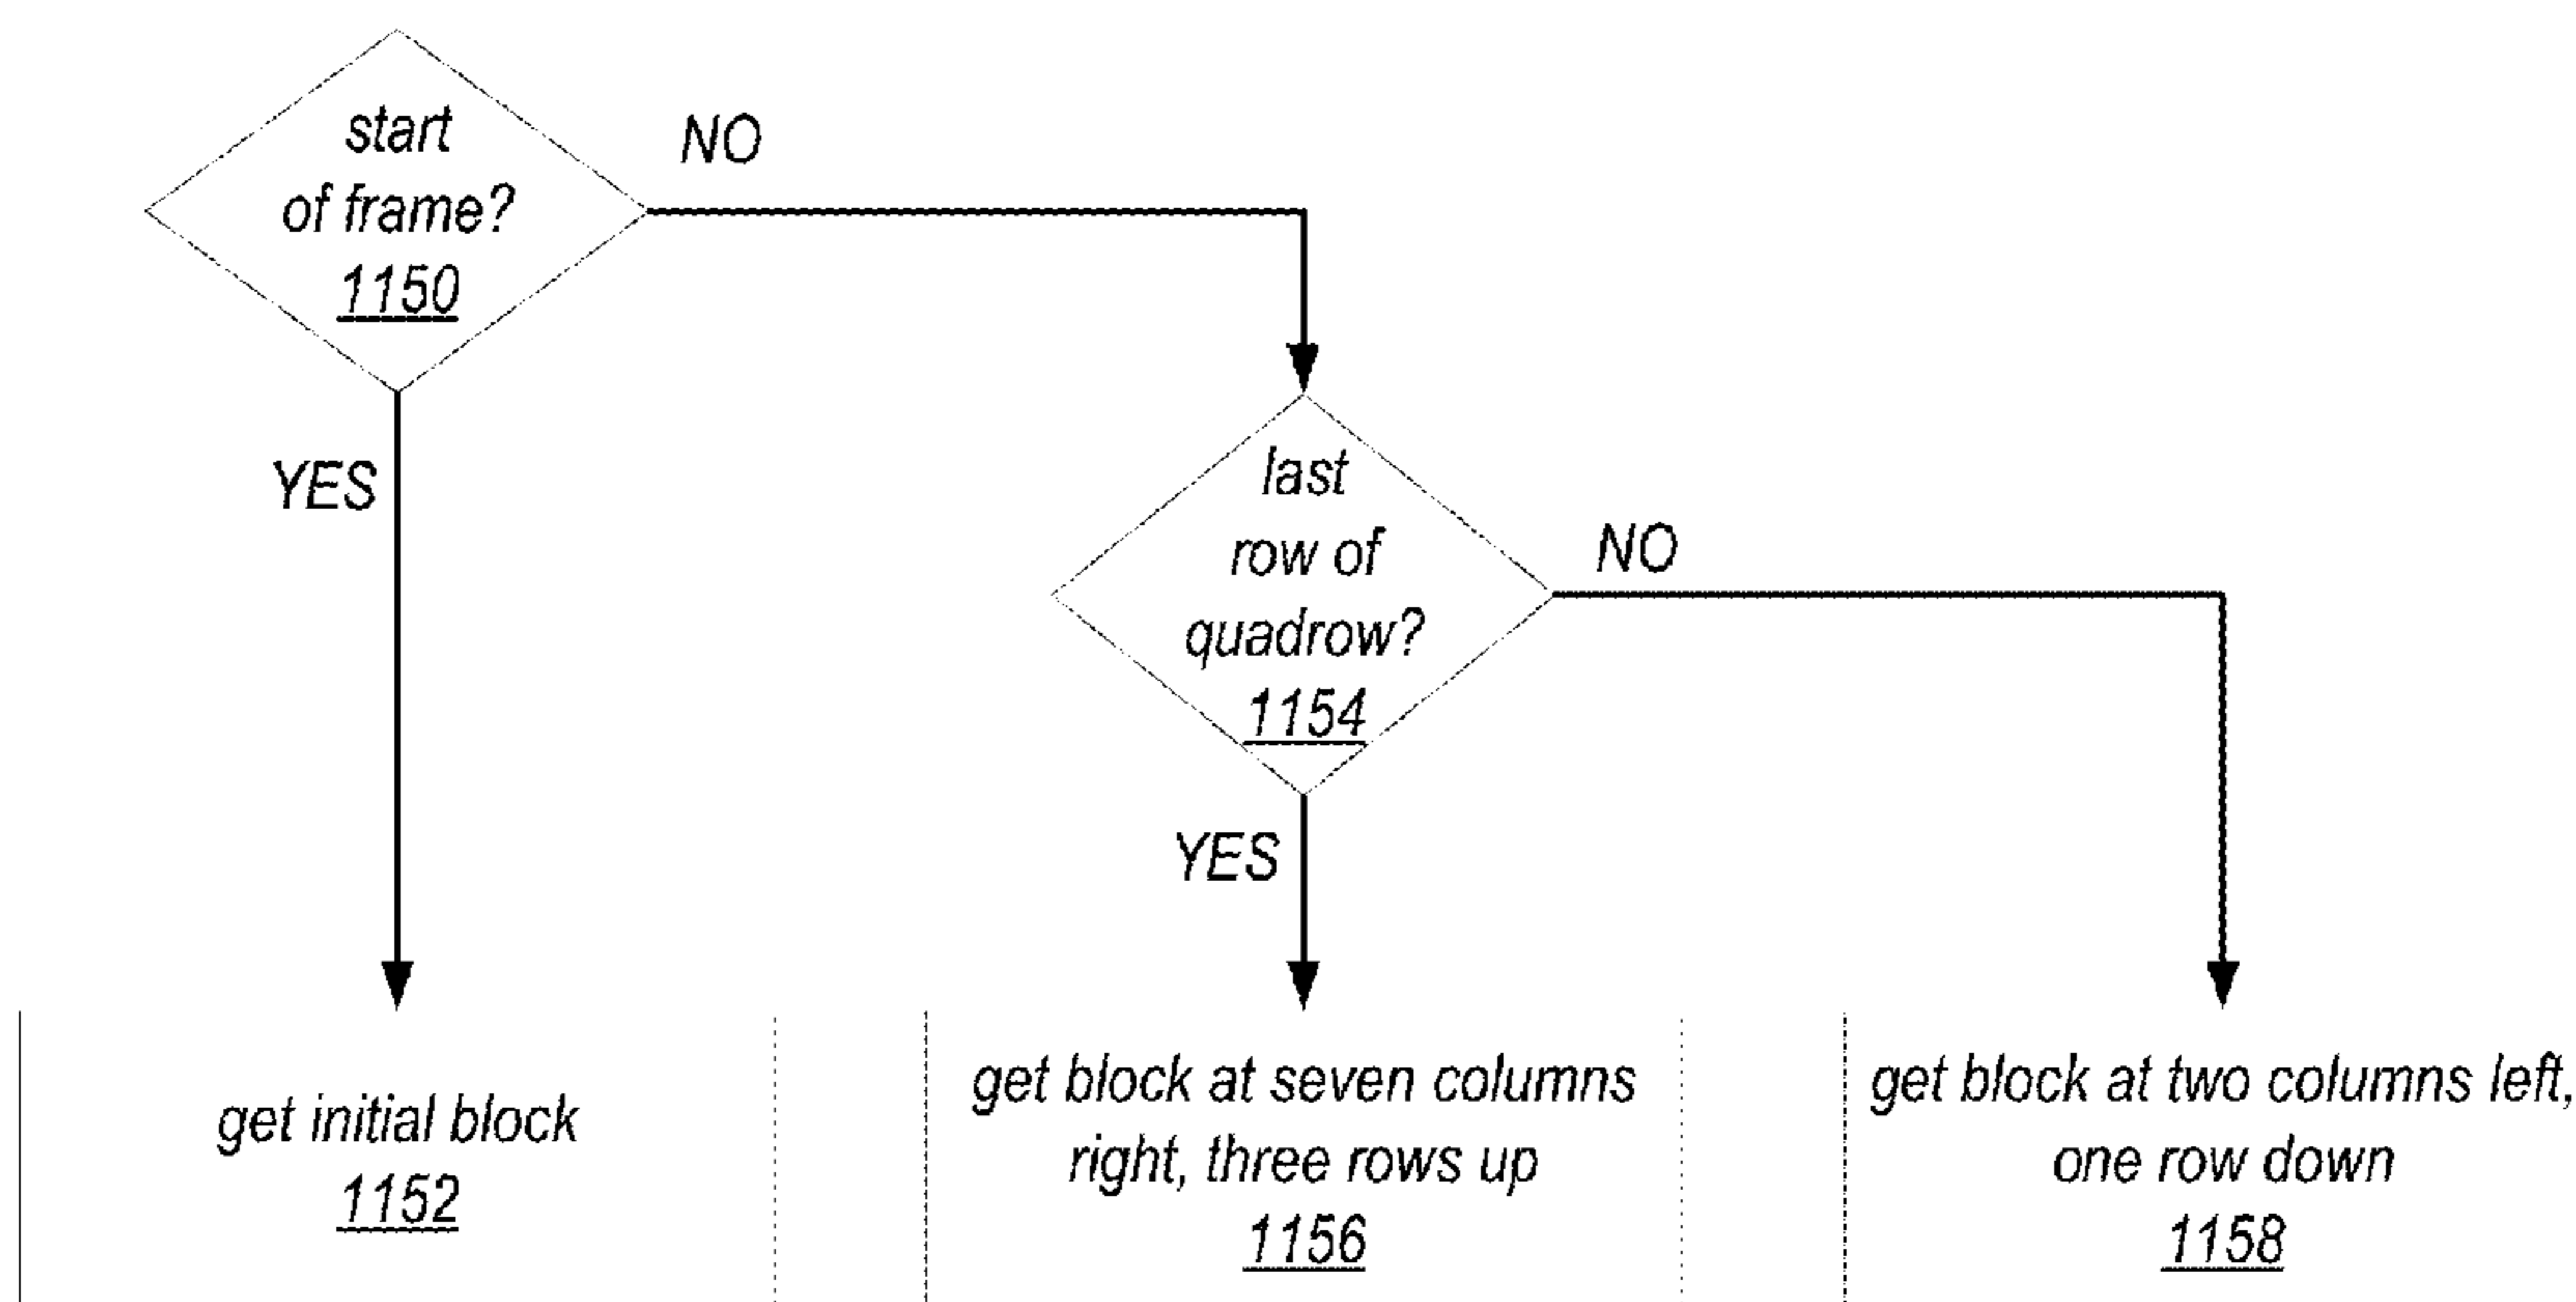 start
of frame?
1150
NO
YES
last
row of
quadrow?
1154
NO
YES
get initial block
1152
get block at seven columns
right, three rows up
1156
get block at two columns left,
one row down
1158